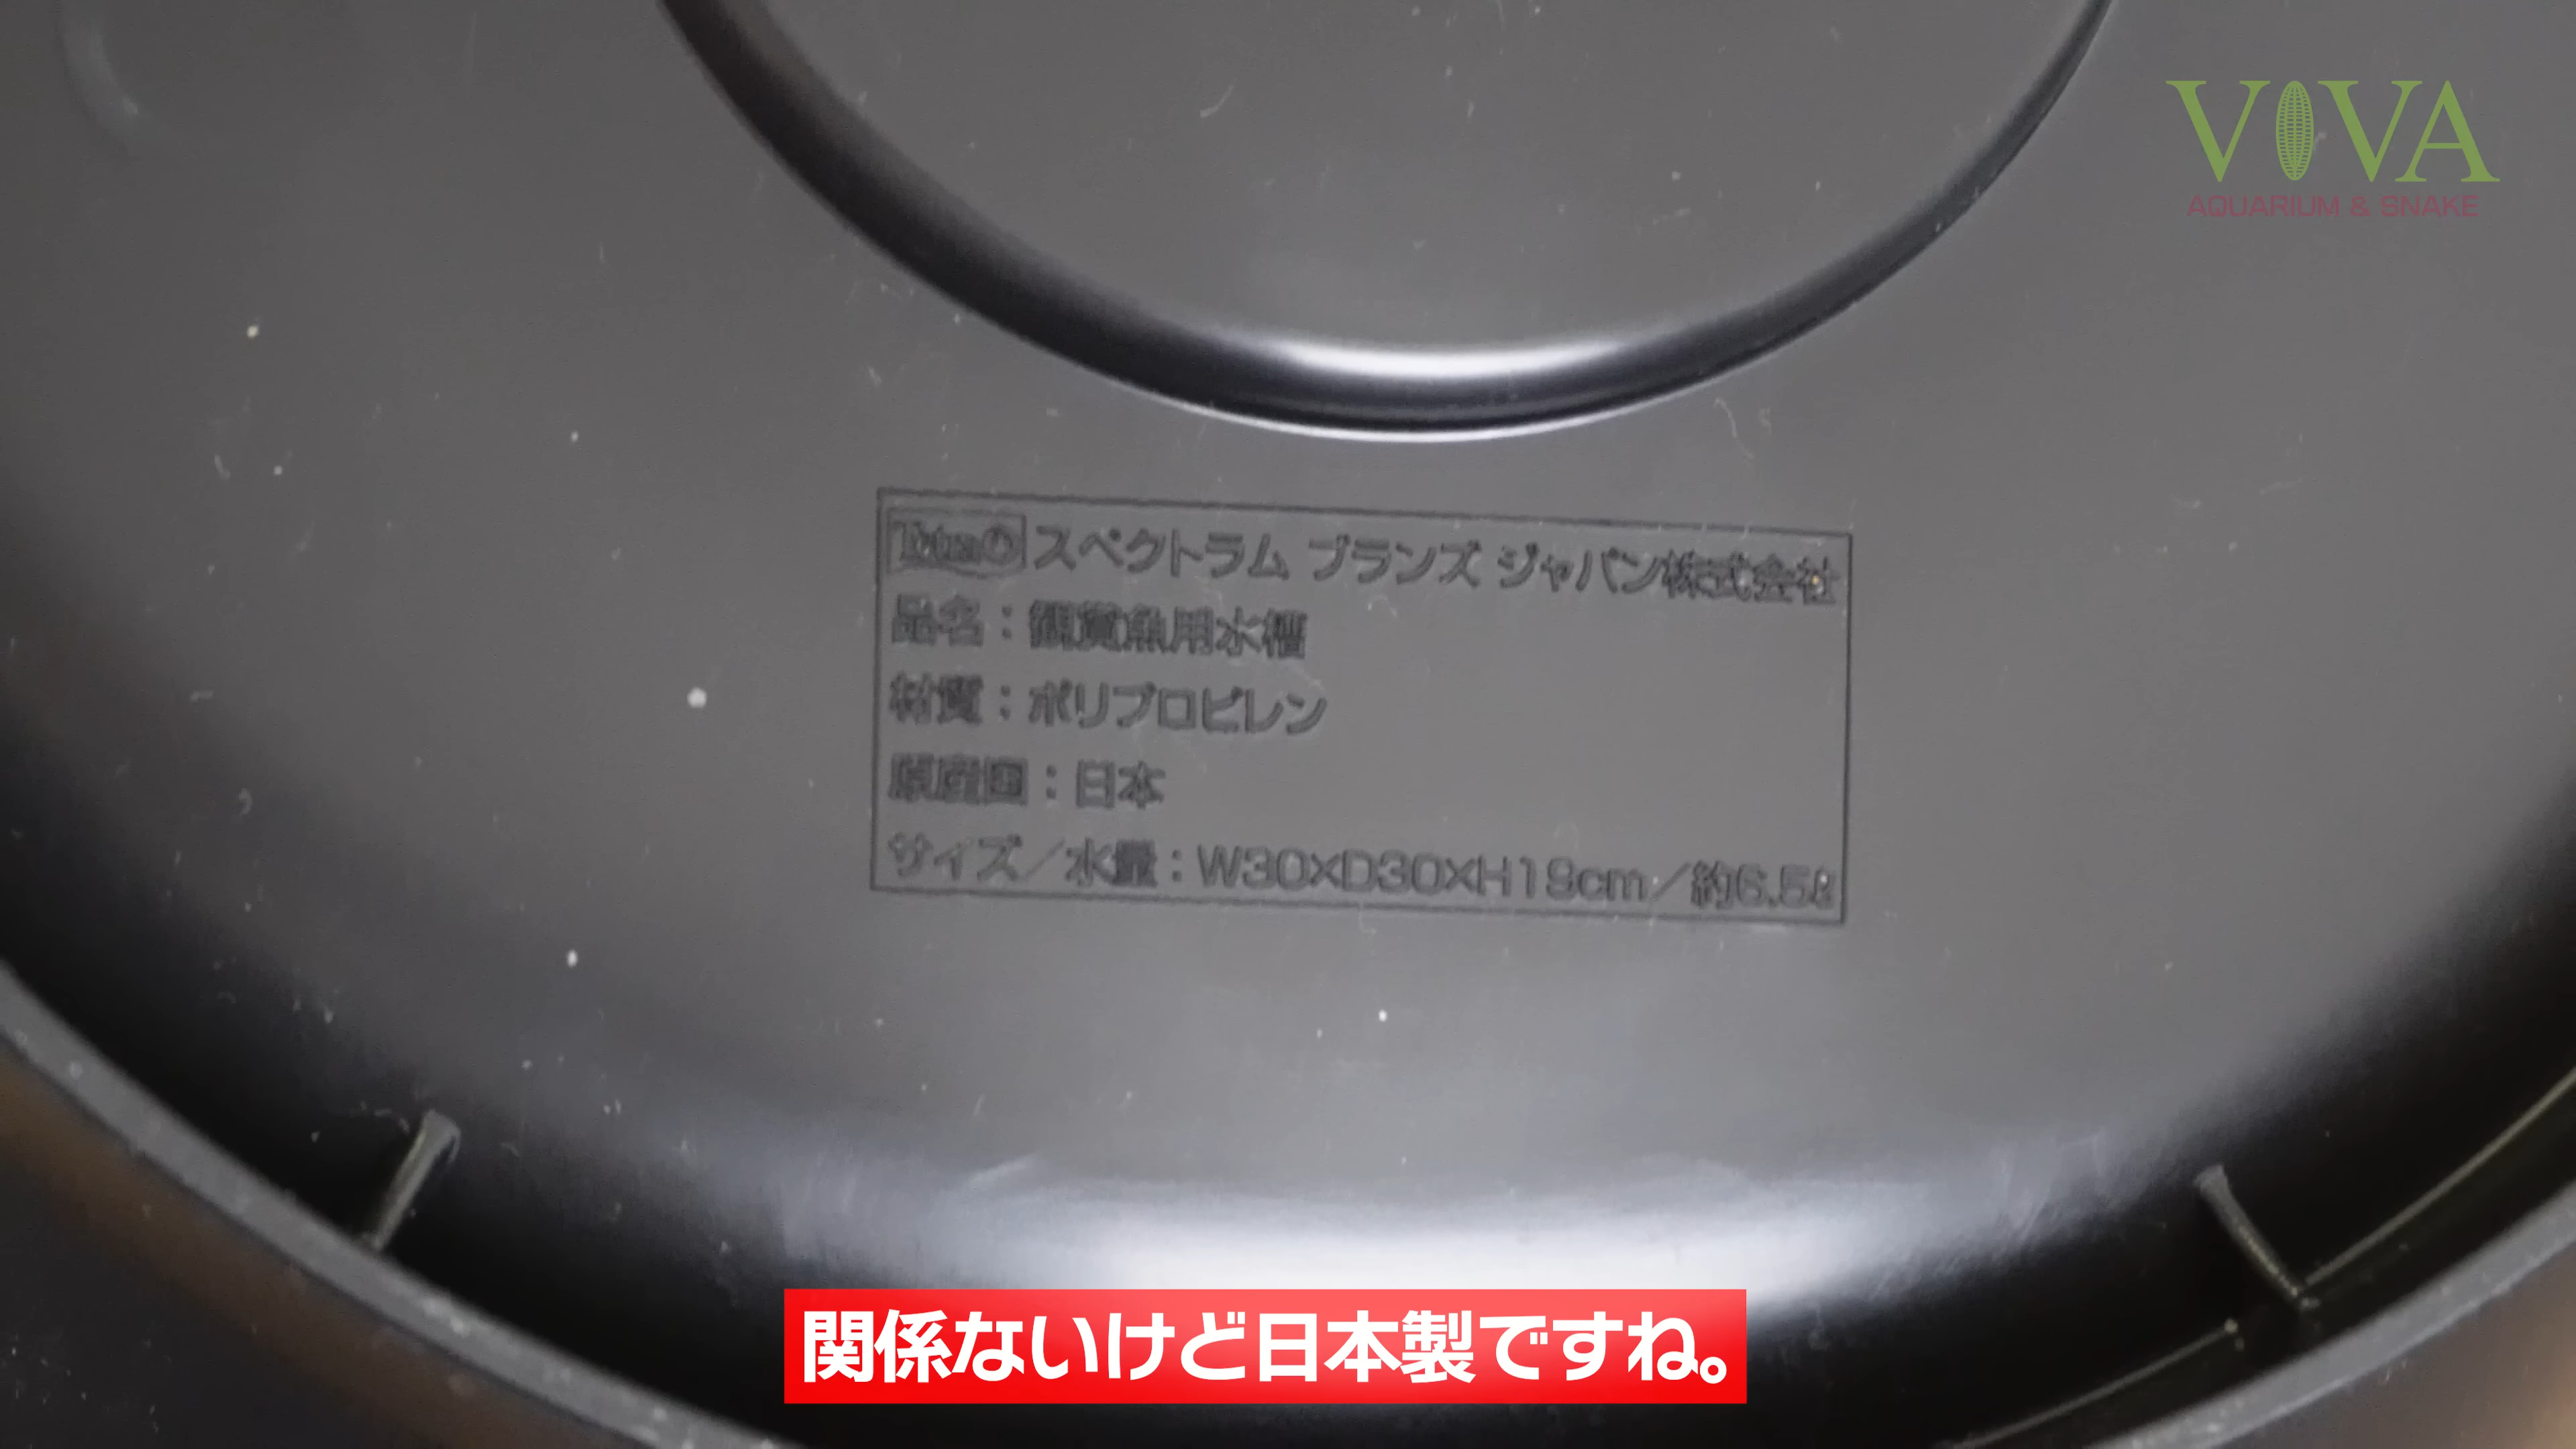 VIVA
AQUARIUM & SNAKE
Tetra スペクトラム ブランズ ジャパン株式会社
品名：観賞魚用水槽
材質：ポリプロピレン
原産国：日本
サイズ／水量：W30×D30×H19cm／約6.5ℓ
関係ないけど日本製ですね。